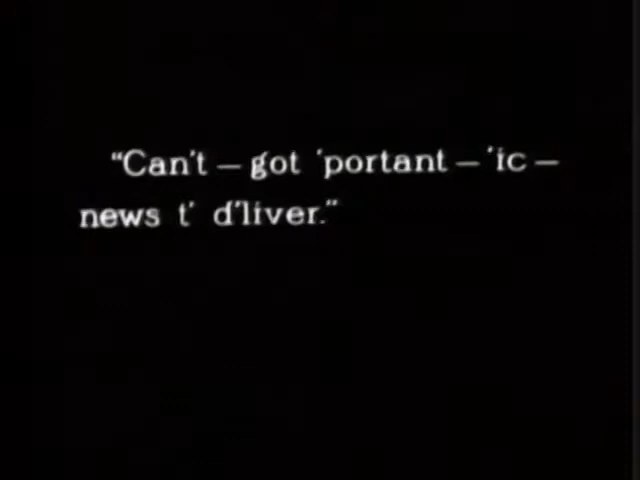 “Can't – got 'portant – 'ic –
news t' d'liver.”